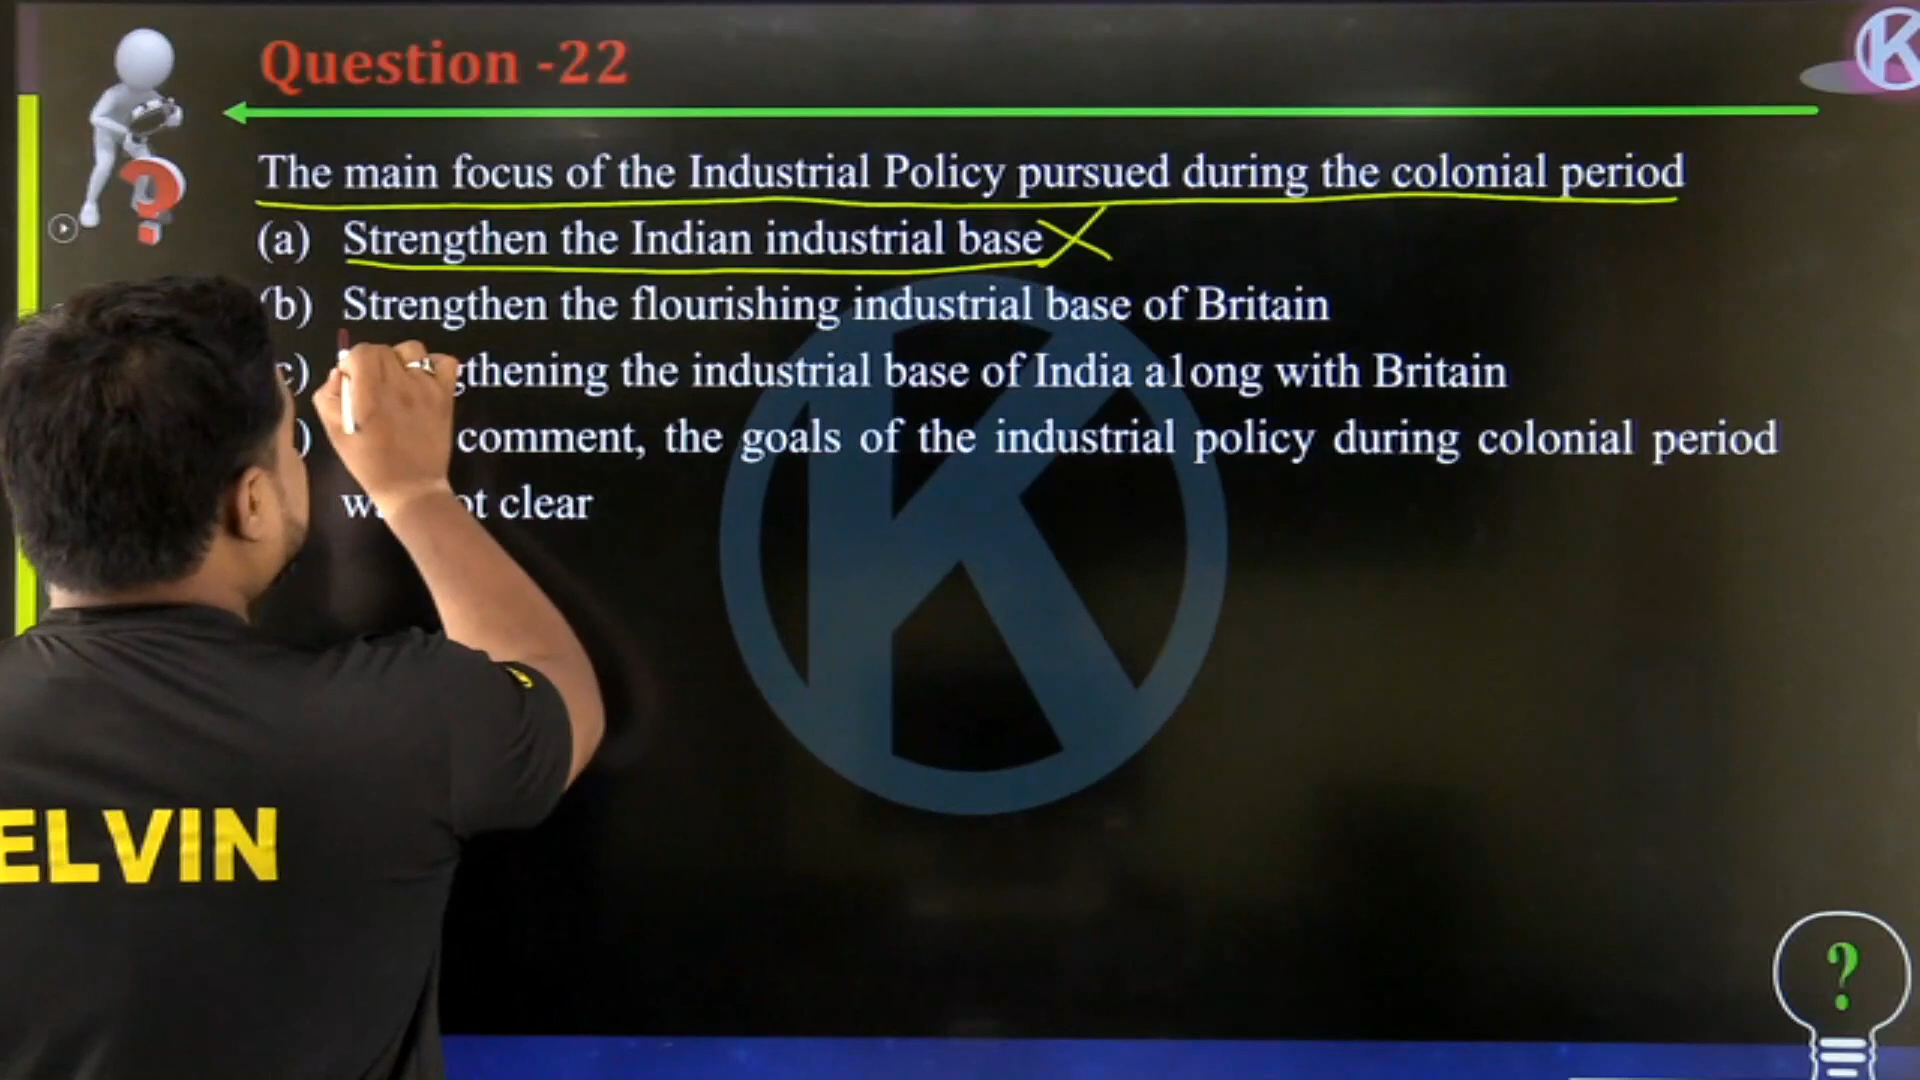 Question -22
The main focus of the Industrial Policy pursued during the colonial period
(a) Strengthen the Indian industrial base
(b) Strengthen the flourishing industrial base of Britain
c) gthening the industrial base of India along with Britain
) comment, the goals of the industrial policy during colonial period
w ot clear
ELVIN
K
K
?